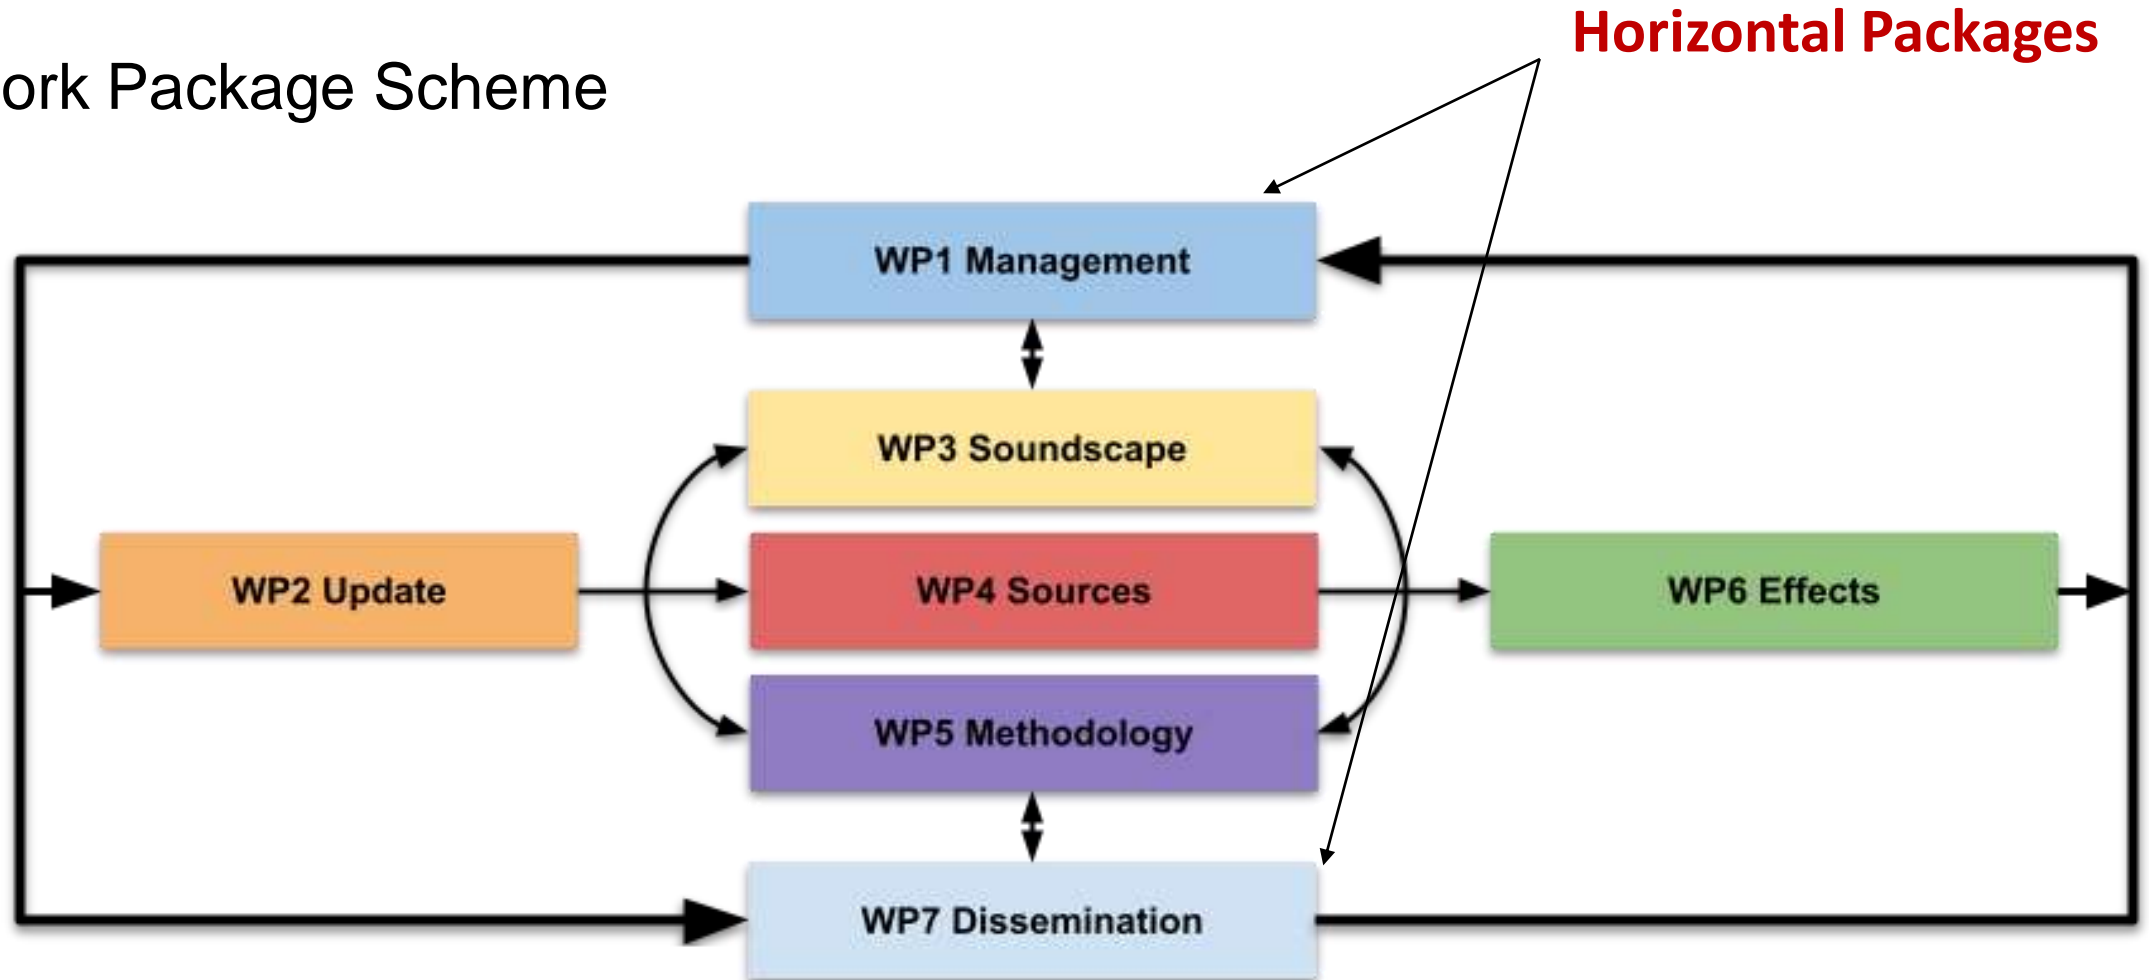 Horizontal Packages
ork Package Scheme
WP1 Management
WP3 Soundscape
WP2 Update
WP4 Sources
WP6 Effects
WP5 Methodology
WP7 Dissemination